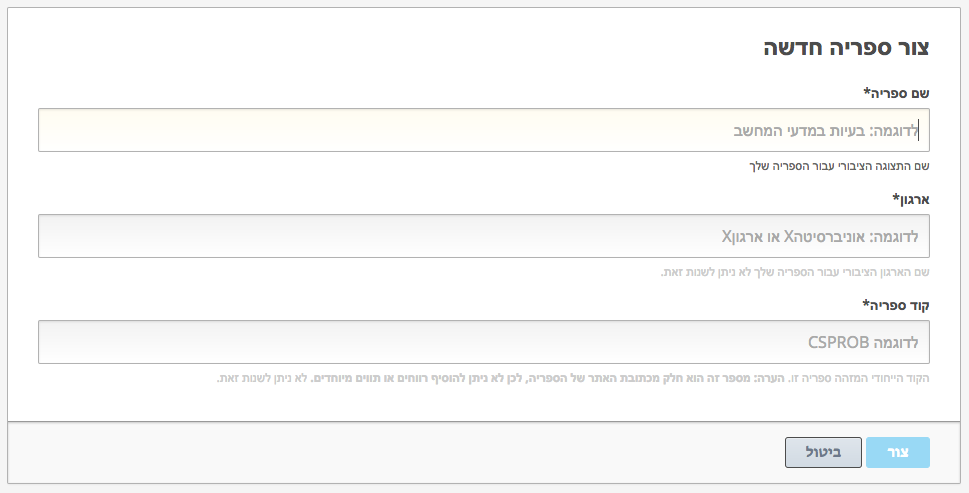 צור ספריה חדשה
שם ספריה*
לדוגמה: בעיות במדעי המחשב
שם התצוגה הציבורי עבור הספריה שלך
ארגון*
לדוגמה: אוניברסיטהX או ארגוןX
שם הארגון הציבורי עבור הספריה שלך לא ניתן לשנות זאת.
קוד ספריה*
לדוגמה CSPROB
הקוד הייחודי המזהה ספריה זו. הערה: מספר זה הוא חלק מכתובת האתר של הספריה, לכן לא ניתן להוסיף רווחים או תווים מיוחדים. לא ניתן לשנות זאת.
צור
ביטול